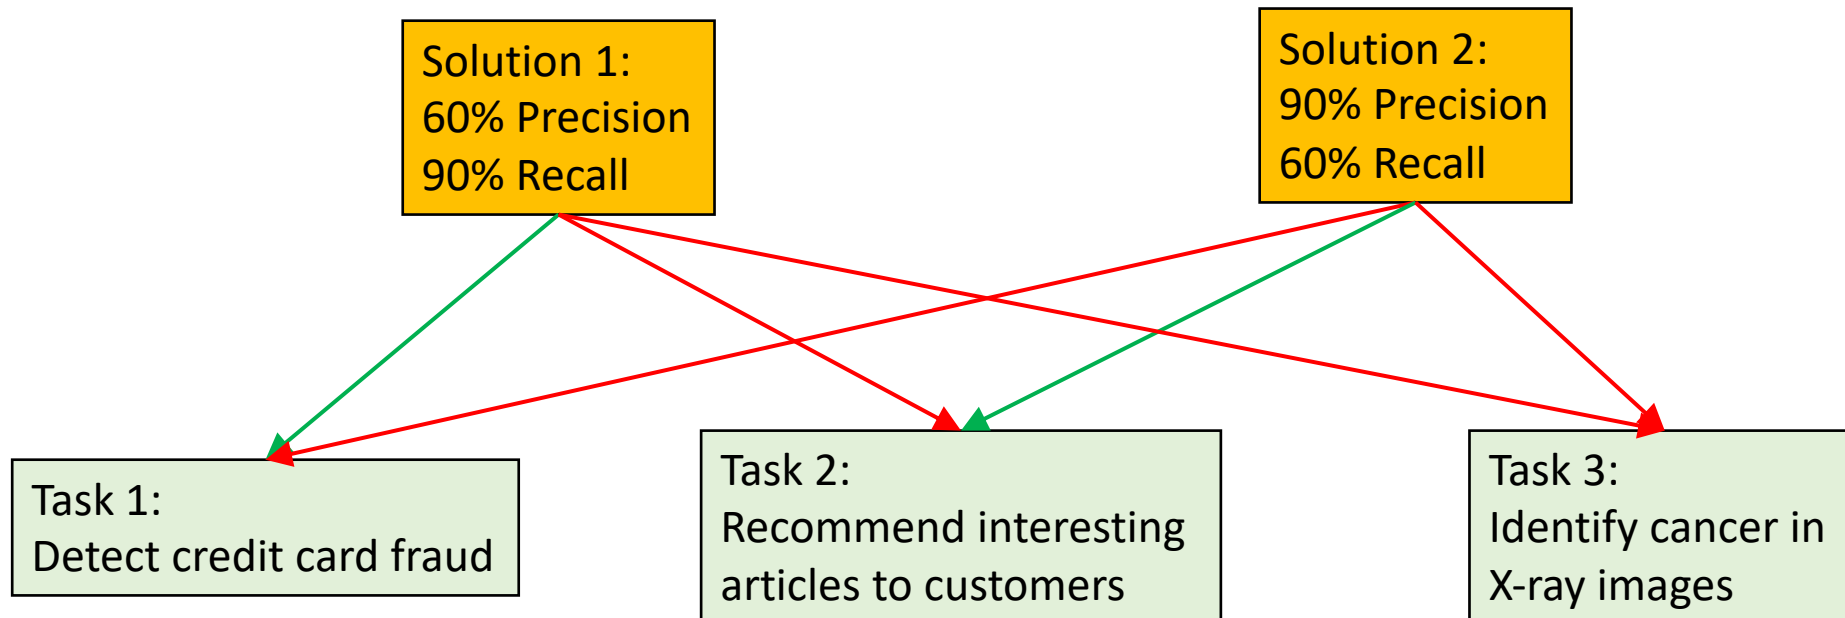 Solution 1:
60% Precision
90% Recall
Solution 2:
90% Precision
60% Recall
Task 1:
Detect credit card fraud
Task 2:
Recommend interesting
articles to customers
Task 3:
Identify cancer in
X-ray images